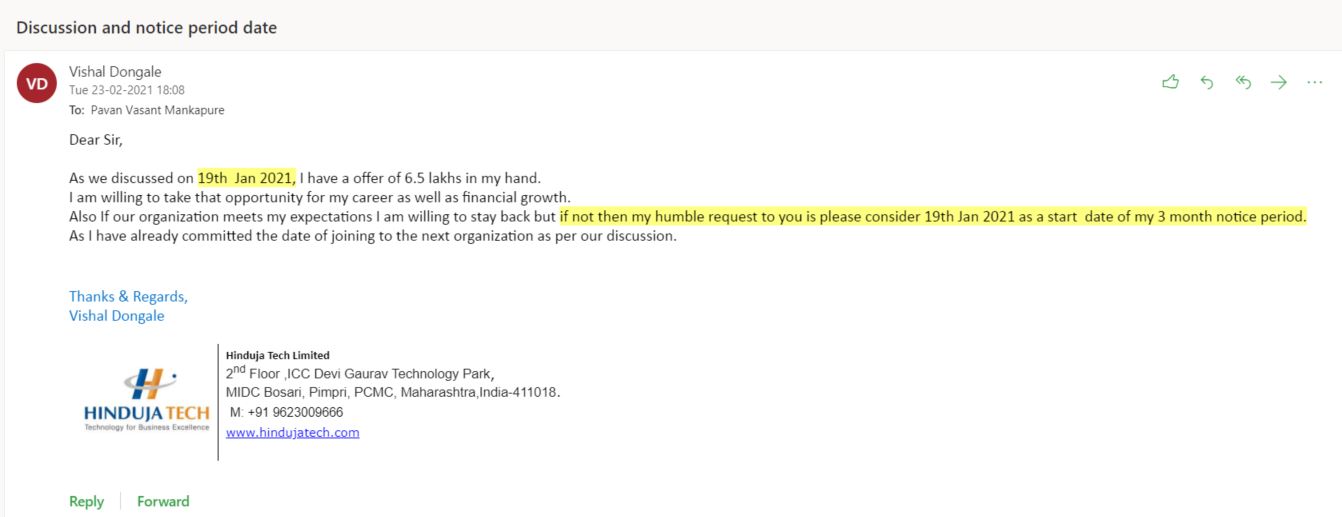 Discussion and notice period date
VD
Vishal Dongale
Tue 23-02-2021 18:08
To: Pavan Vasant Mankapure
Dear Sir,
As we discussed on 19th  Jan 2021, I have a offer of 6.5 lakhs in my hand.
I am willing to take that opportunity for my career as well as financial growth.
Also If our organization meets my expectations I am willing to stay back but if not then my humble request to you is please consider 19th Jan 2021 as a start  date of my 3 month notice period.
As I have already committed the date of joining to the next organization as per our discussion.
Thanks & Regards,
Vishal Dongale
HINDUJA TECH
Technology for Business Excellence
Hinduja Tech Limited
2nd Floor ,ICC Devi Gaurav Technology Park,
MIDC Bosari, Pimpri, PCMC, Maharashtra,India-411018.
M: +91 9623009666
www.hindujatech.com
Reply
Forward